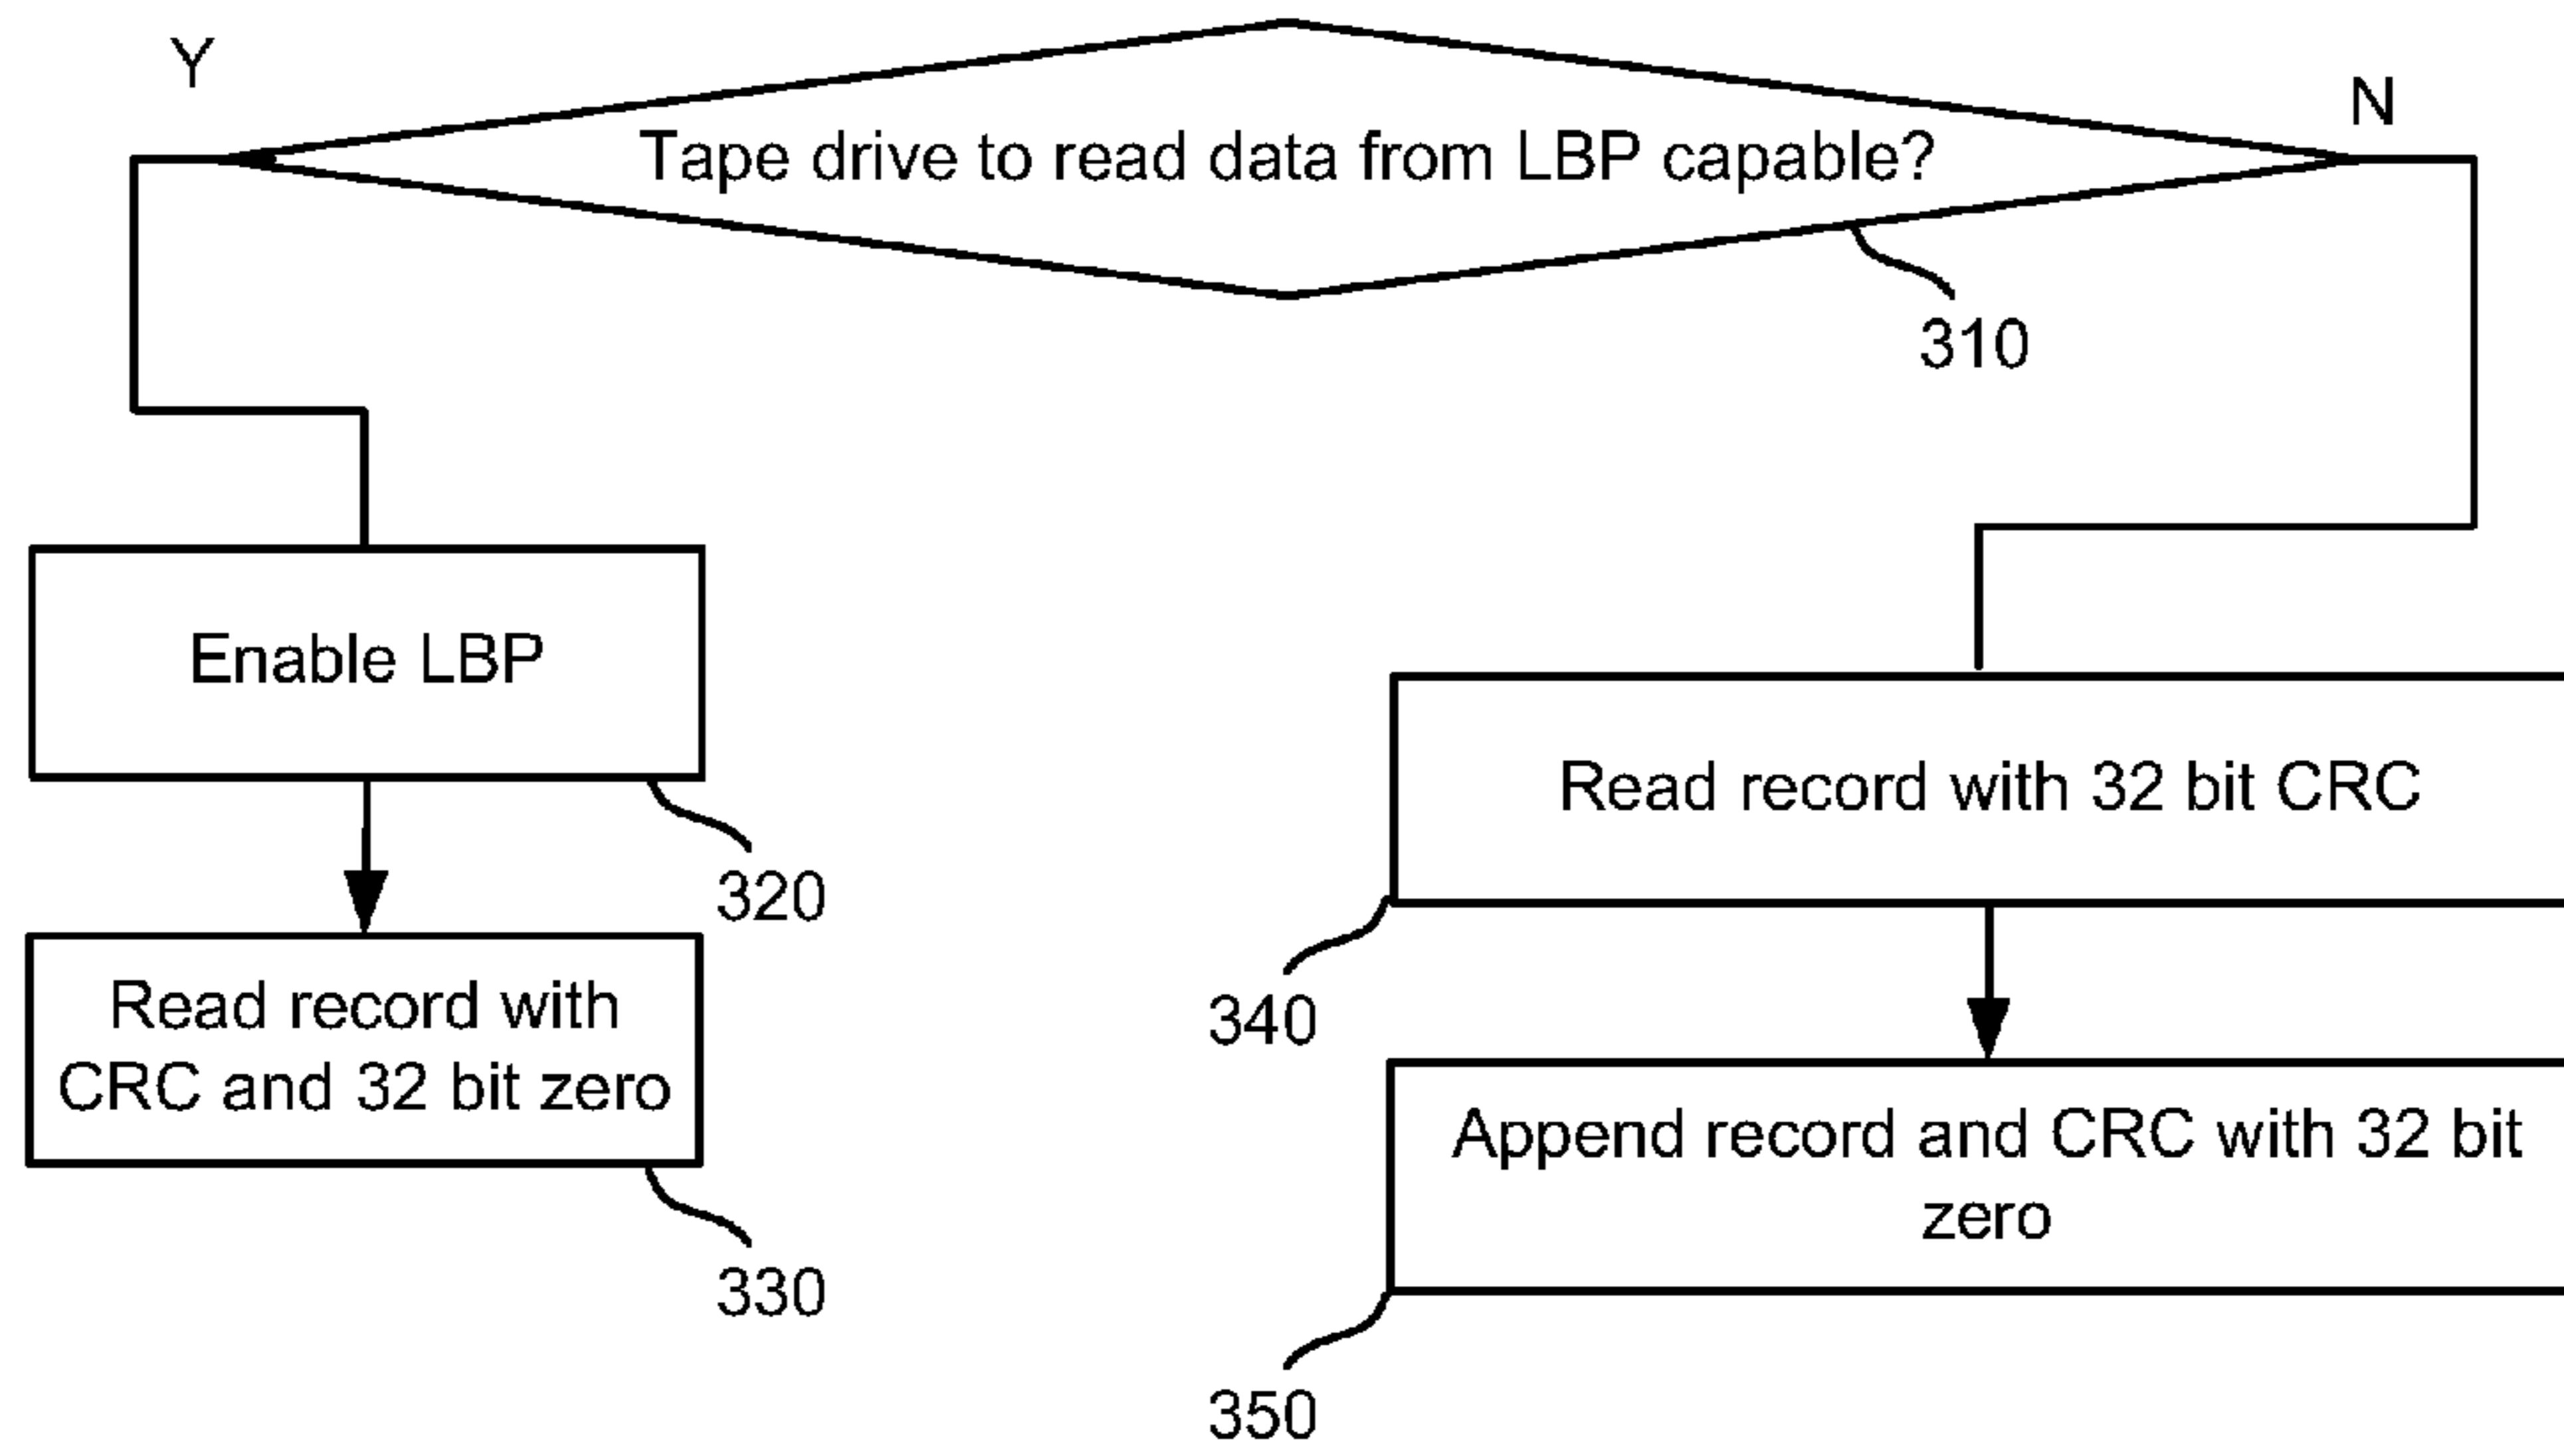 Y
N
Tape drive to read data from LBP capable?
310
Enable LBP
320
Read record with 32 bit CRC
340
Read record with
CRC and 32 bit zero
330
Append record and CRC with 32 bit
zero
350